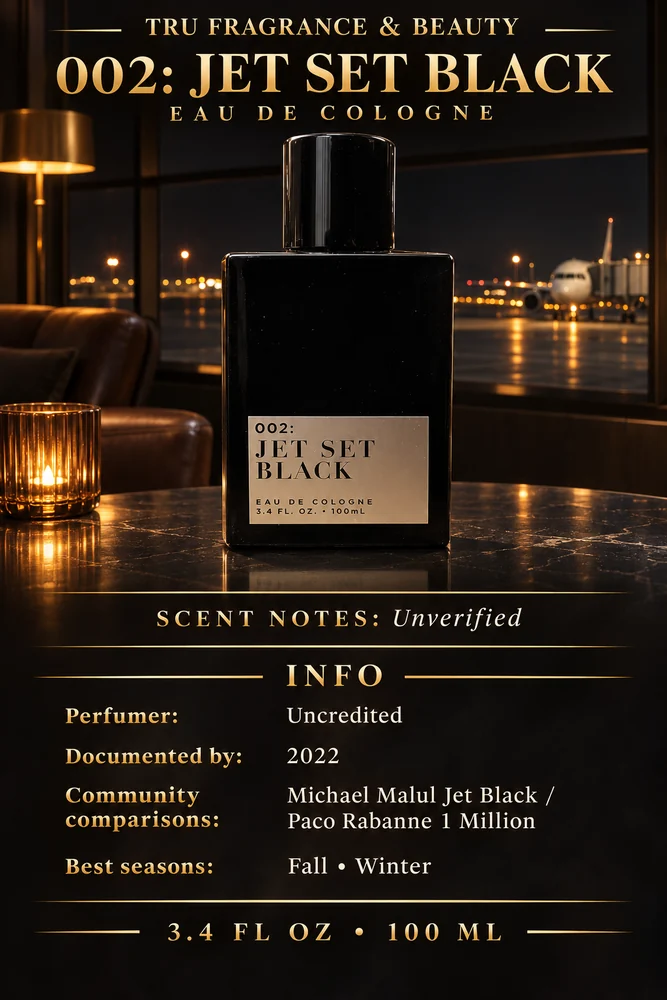 TRU FRAGRANCE & BEAUTY
002: JET SET BLACK
EAU DE COLOGNE
002:
JET SET
BLACK
EAU DE COLOGNE
3.4 FL. OZ. • 100mL
SCENT NOTES: Unverified
INFO
Perfumer: Uncredited
Documented by: 2022
Community comparisons: Michael Malul Jet Black /
Paco Rabanne 1 Million
Best seasons: Fall • Winter
3.4 FL OZ • 100 ML